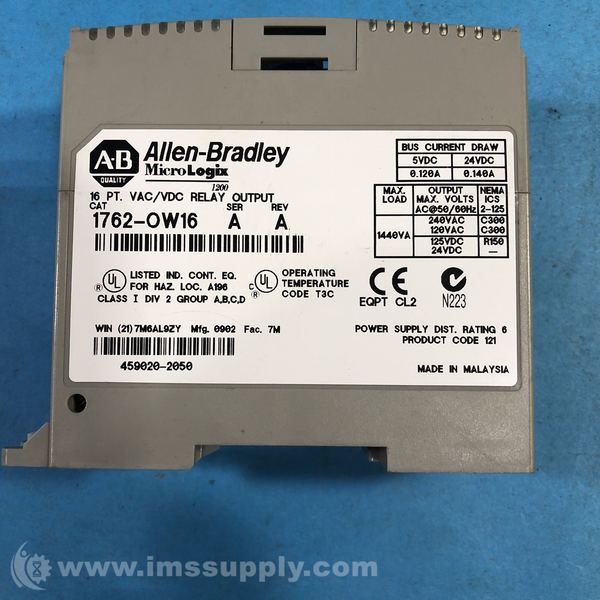 A-B
QUALITY
Allen-Bradley
MicroLogix
1200
16 PT. VAC/VDC RELAY OUTPUT
CAT SER REV
1762-OW16 A A
BUS CURRENT DRAW
5VDC 24VDC
0.120A 0.140A
MAX. LOAD OUTPUT MAX. VOLTS AC@50/60Hz NEMA ICS 2-125
1440VA
240VAC C300
120VAC C300
125VDC R150
24VDC —
UL
LISTED IND. CONT. EQ.
FOR HAZ. LOC. A196
CLASS I DIV 2 GROUP A,B,C,D
C UL
OPERATING
TEMPERATURE
CODE T3C
CE
EQPT CL2
N223
WIN (21)7M6AL9ZY Mfg. 0902 Fac. 7M
459020-2050
POWER SUPPLY DIST. RATING 6
PRODUCT CODE 121
MADE IN MALAYSIA
© www.imssupply.com